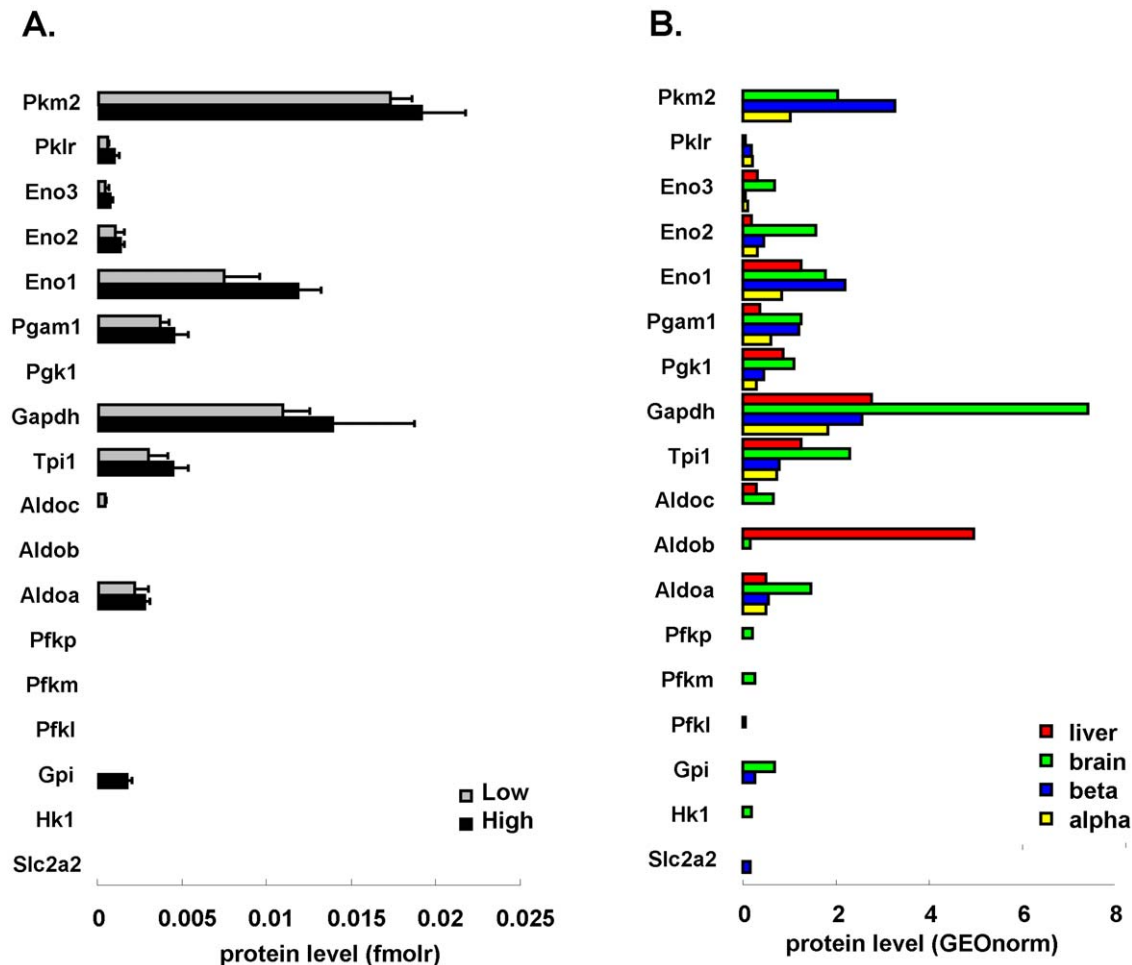 A.
Pkm2
Pklr
Eno3
Eno2
Eno1
Pgam1
Pgk1
Gapdh
Tpi1
Aldoc
Aldob
Aldoa
Pfkp
Pfkm
Pfkl
Gpi
Hk1
Slc2a2
Low
High
0 0.005 0.01 0.015 0.02 0.025
protein level (fmolr)
B.
Pkm2
Pklr
Eno3
Eno2
Eno1
Pgam1
Pgk1
Gapdh
Tpi1
Aldoc
Aldob
Aldoa
Pfkp
Pfkm
Pfkl
Gpi
Hk1
Slc2a2
liver
brain
beta
alpha
0 2 4 6 8
protein level (GEOnorm)